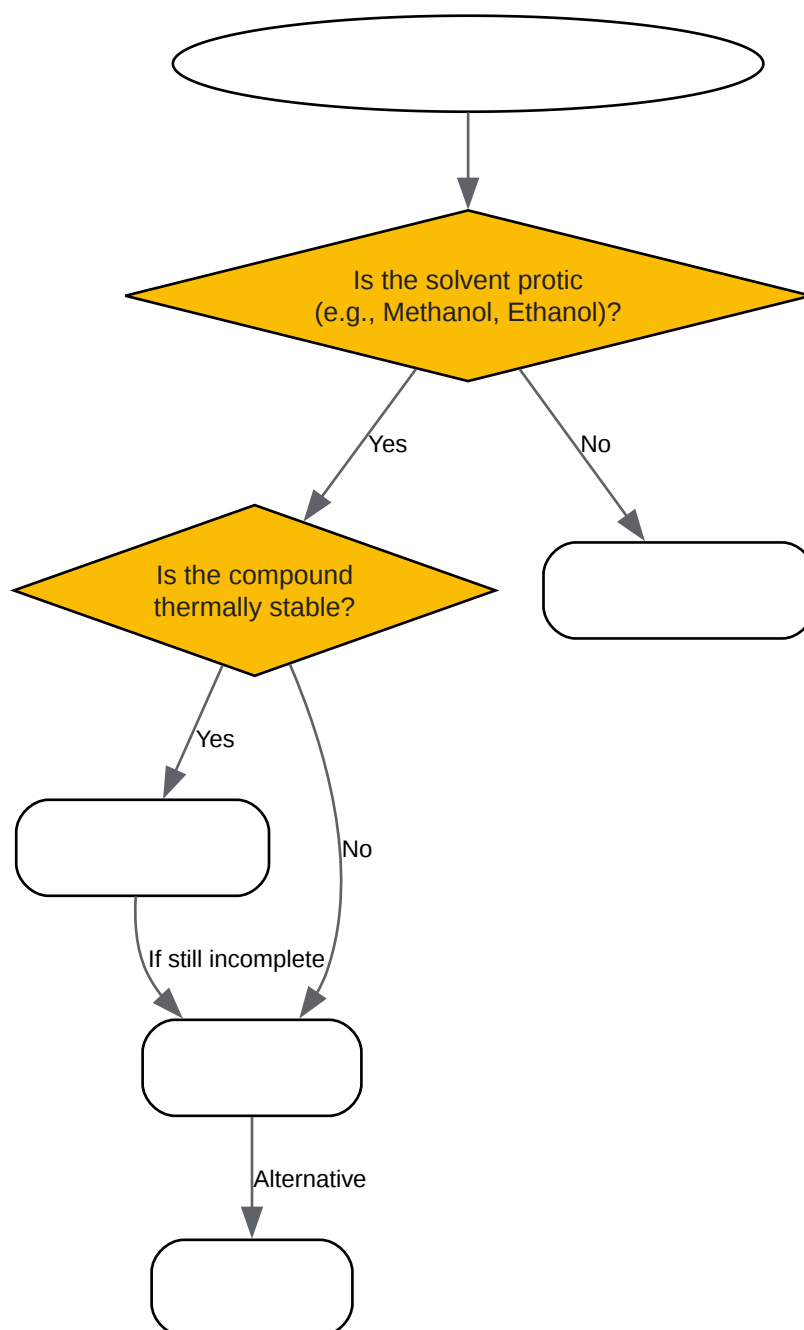 Is the solvent protic
(e.g., Methanol, Ethanol)?
Yes
No
Is the compound
thermally stable?
Yes
No
If still incomplete
Alternative